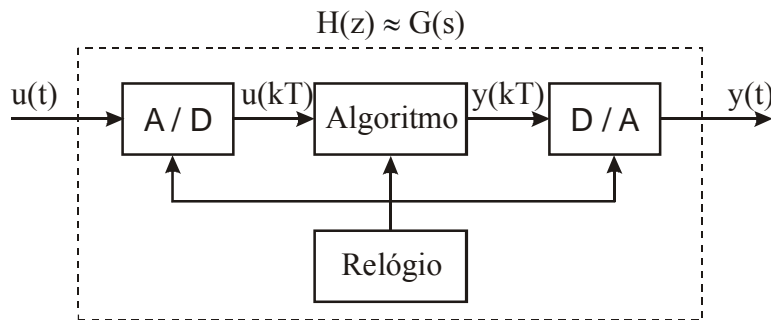 H(z) ≈ G(s)
u(t)
A / D
u(kT)
Algoritmo
y(kT)
D / A
y(t)
Relógio